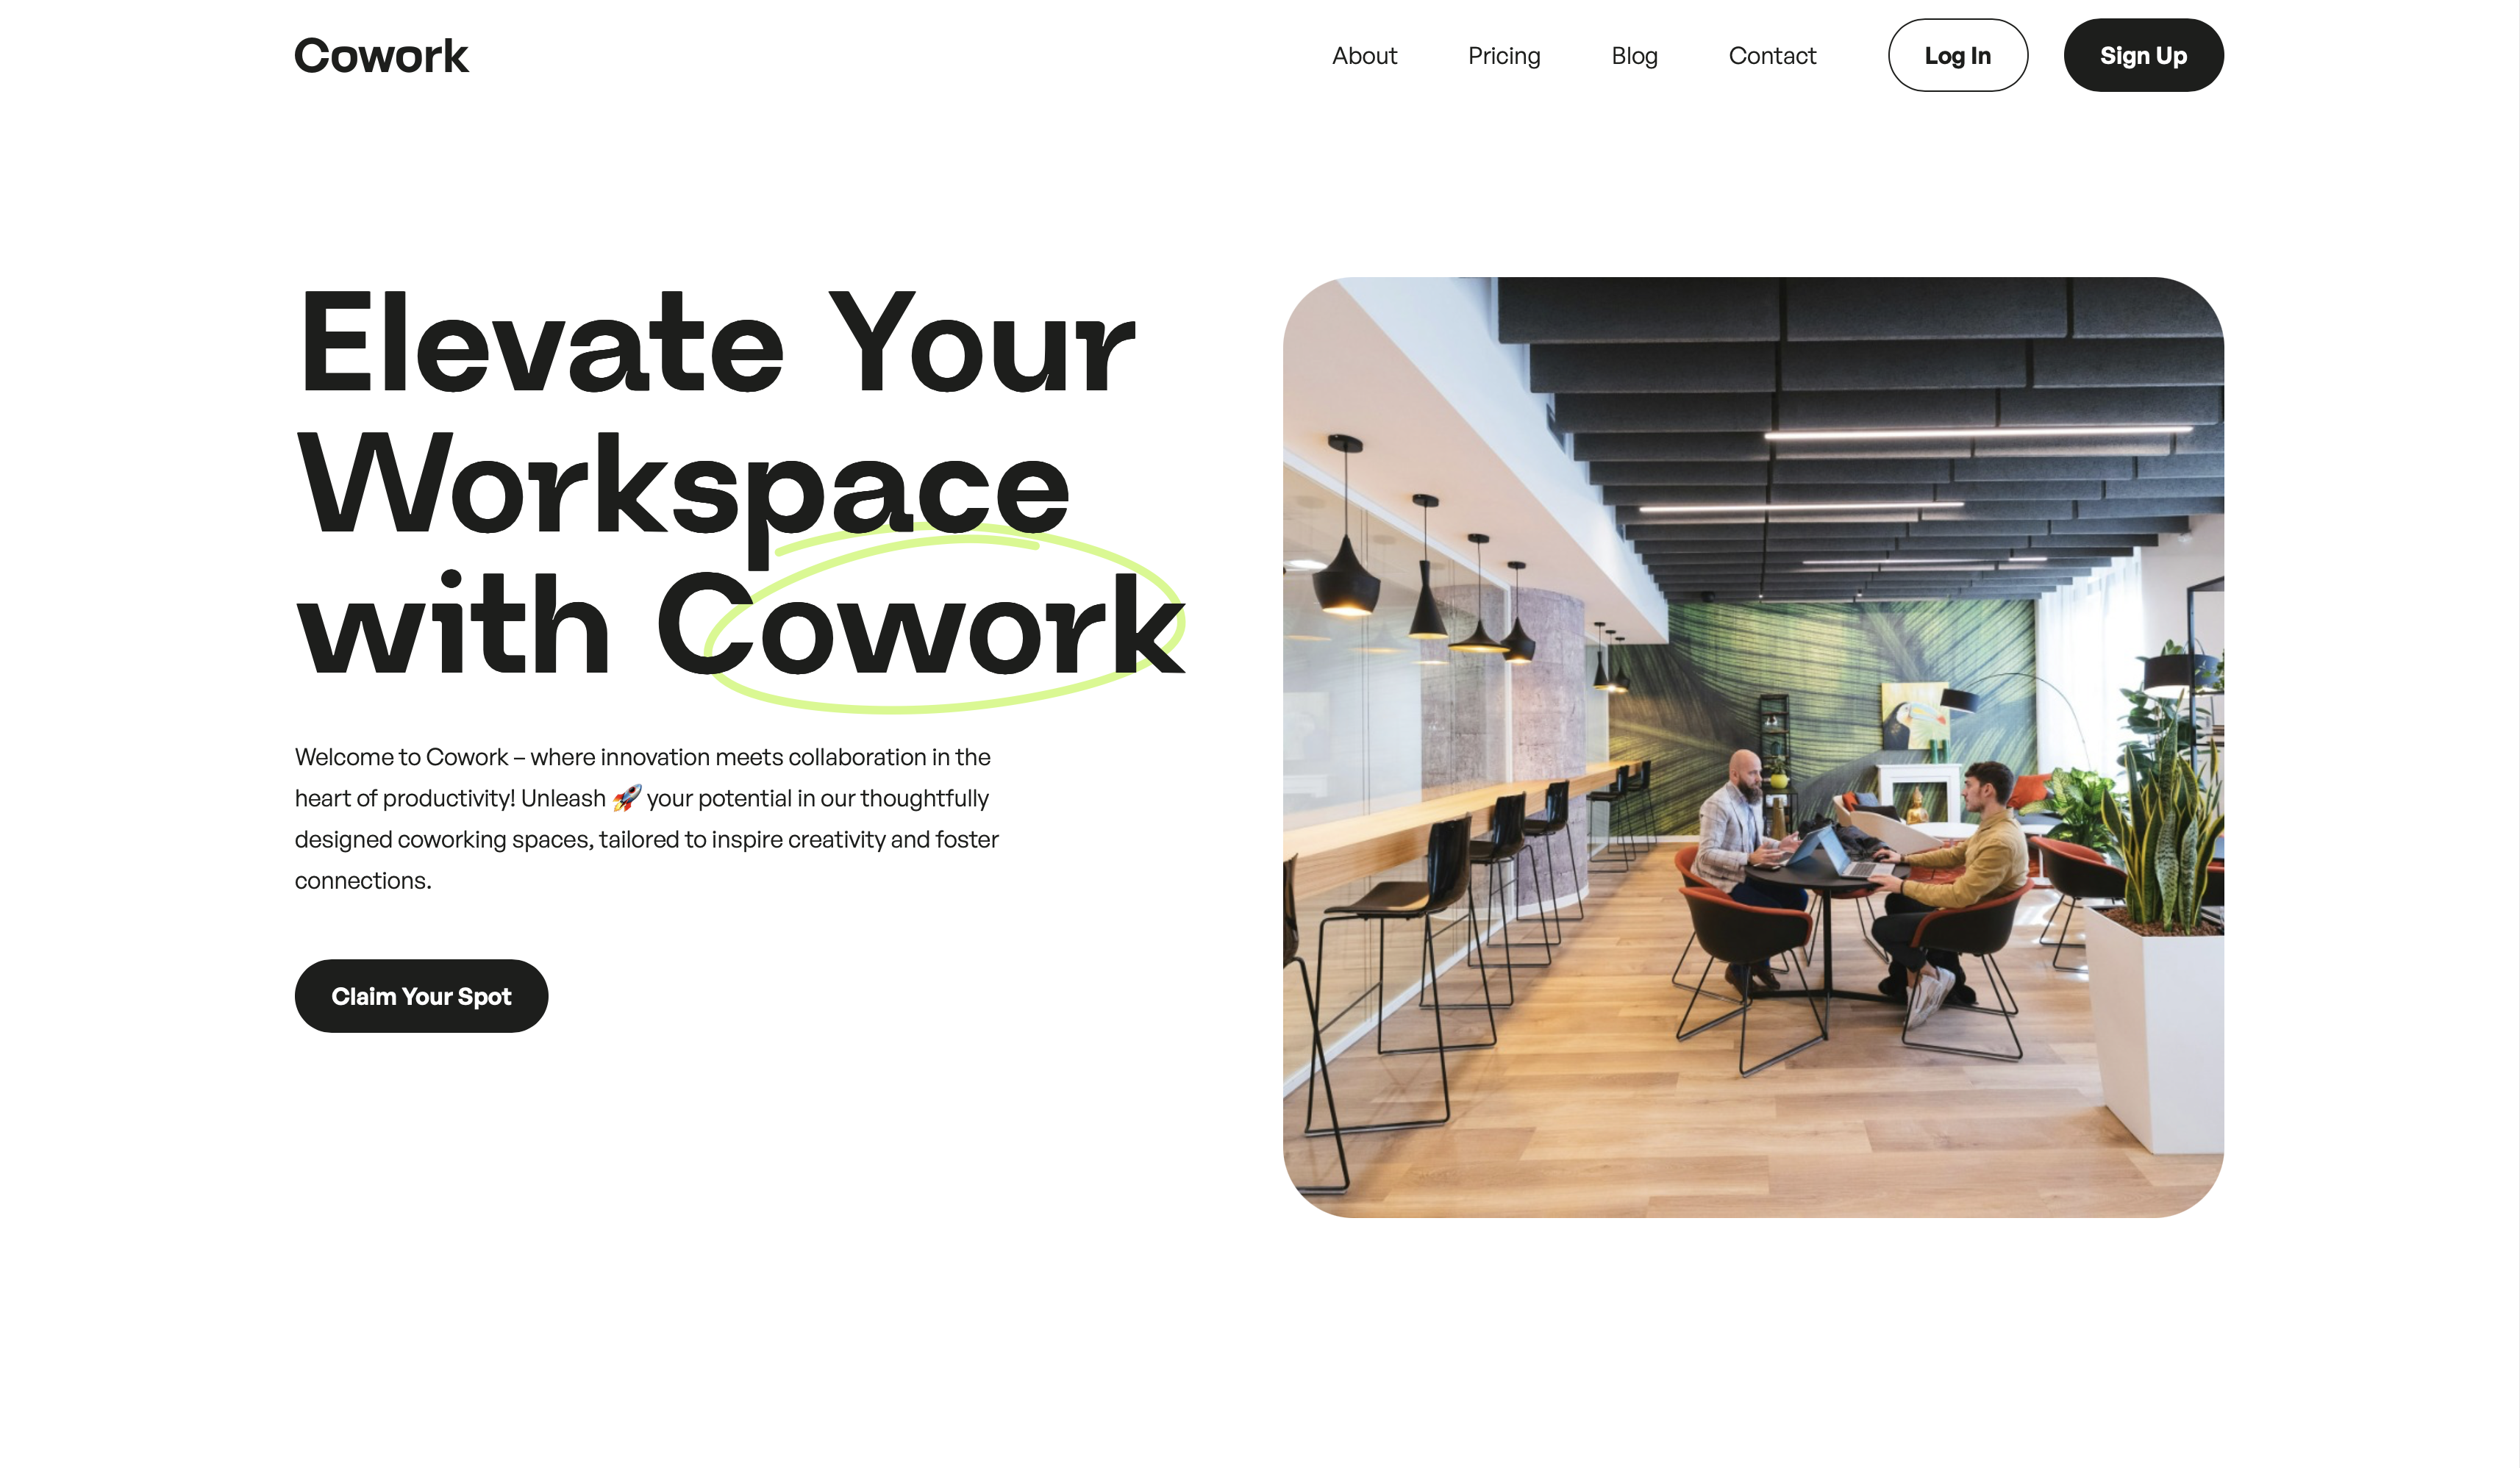 Cowork
About Pricing Blog Contact Log In Sign Up
Elevate Your
Workspace
with Cowork
Welcome to Cowork – where innovation meets collaboration in the
heart of productivity! Unleash 🚀 your potential in our thoughtfully
designed coworking spaces, tailored to inspire creativity and foster
connections.
Claim Your Spot